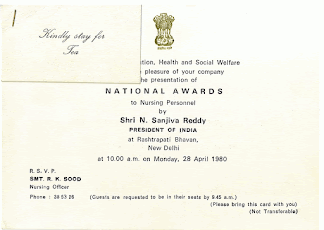 Kindly stay for
Tea
tion, Health and Social Welfare
pleasure of your company
the presentation of
NATIONAL AWARDS
to Nursing Personnel
by
Shri N. Sanjiva Reddy
PRESIDENT OF INDIA
at Rashtrapati Bhavan,
New Delhi
at 10.00 a.m. on Monday, 28 April 1980
R. S. V. P.
SMT. R. K. SOOD
Nursing Officer
Phone : 38 53 26
(Guests are requested to be in their seats by 9.45 a.m.)
(Please bring this card with you)
(Not Transferable)